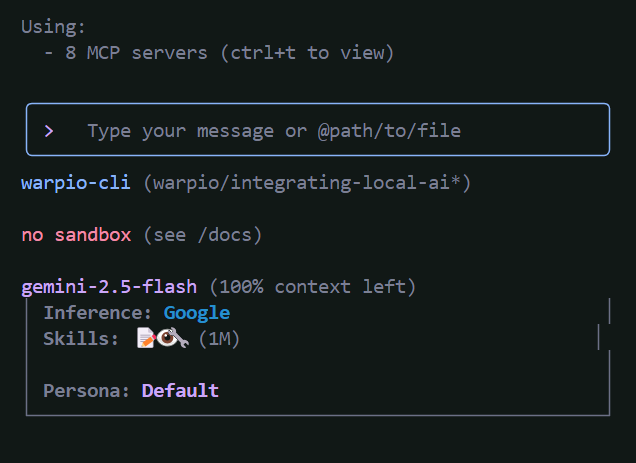 Using:
- 8 MCP servers (ctrl+t to view)
> Type your message or @path/to/file
warpio-cli (warpio/integrating-local-ai*)
no sandbox (see /docs)
gemini-2.5-flash (100% context left)
Inference: Google
Skills: 📝👁️🔧 (1M)
Persona: Default